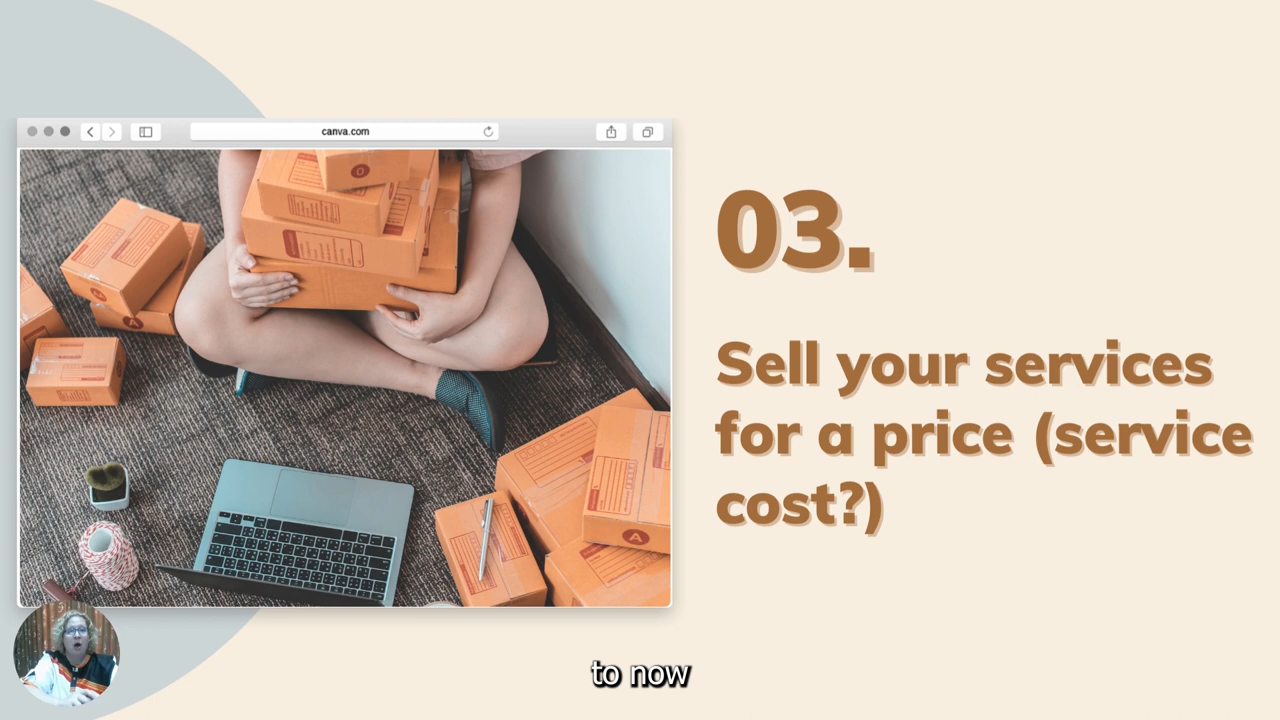 canva.com
03.
Sell your services
for a price (service
cost?)
to now